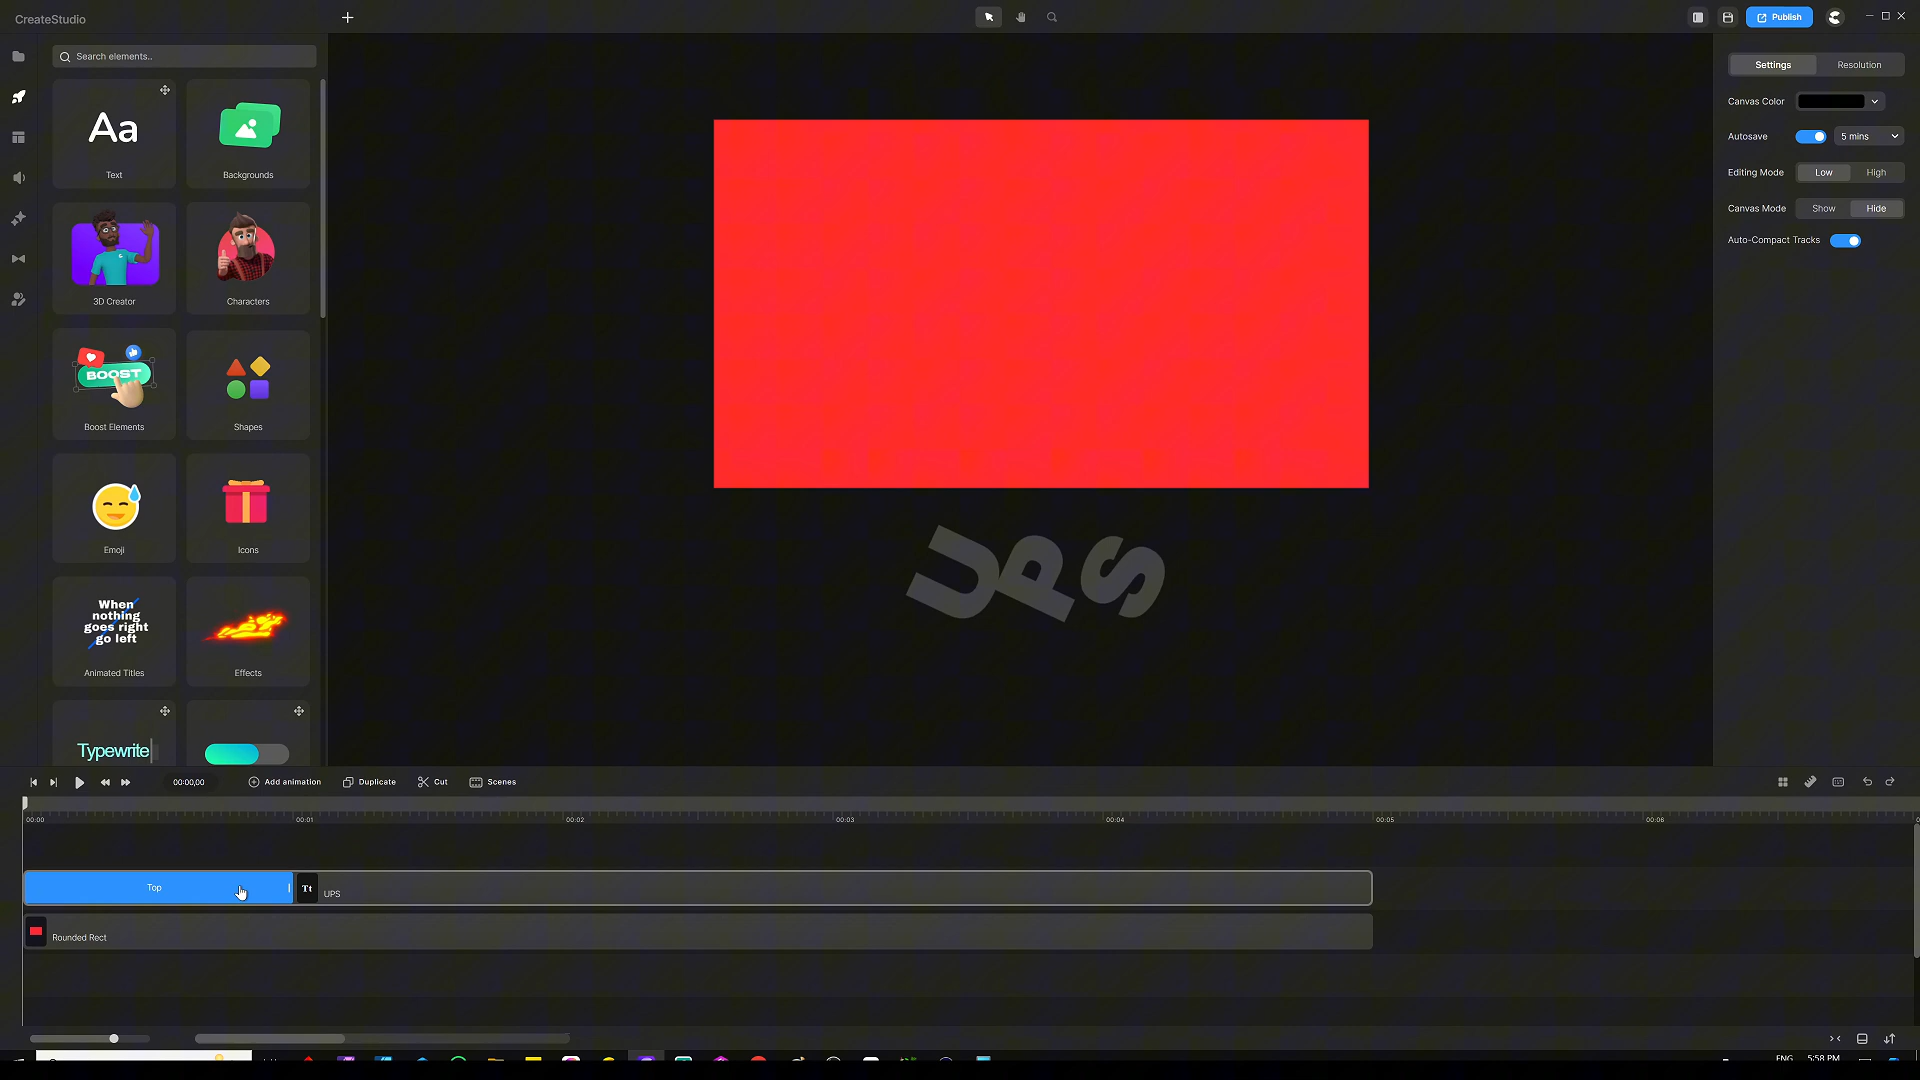 CreateStudio
Publish
Search elements..
Settings
Resolution
Canvas Color
Autosave
5 mins
Editing Mode
Low
High
Canvas Mode
Show
Hide
Auto-Compact Tracks
Aa
Text
Backgrounds
3D Creator
Characters
BOOST
Boost Elements
Shapes
Emoji
Icons
When
nothing
goes right
go left
Animated Titles
Effects
Typewrite
UPS
00:00,00
Add animation
Duplicate
Cut
Scenes
00:00
00:01
00:02
00:03
00:04
00:05
00:06
Top
Tt
UPS
Rounded Rect
ENG
5:58 PM